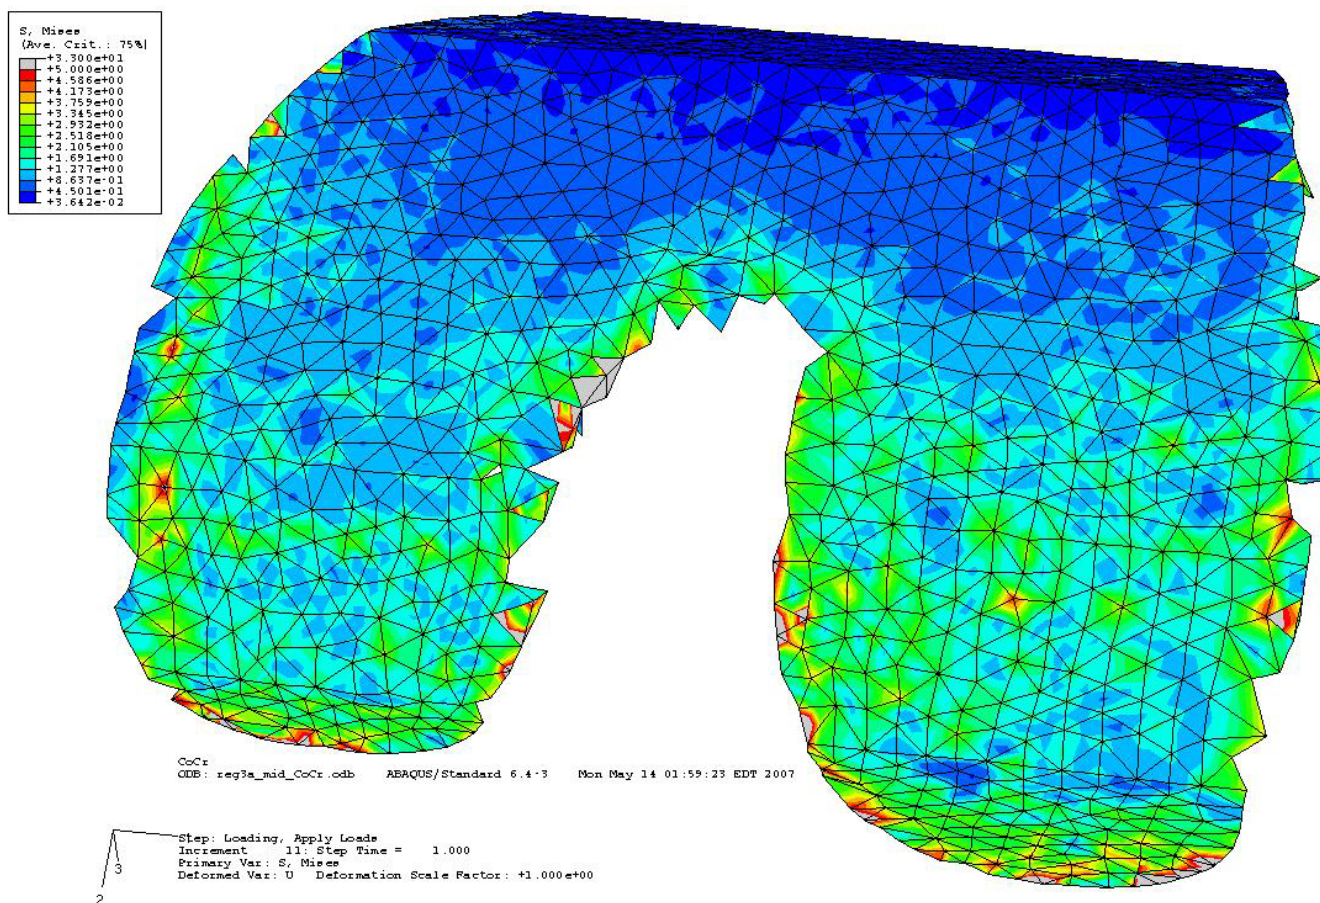 S, Mises
(Ave. Crit.: 75%)
+3.300e+01
+5.000e+00
+4.586e+00
+4.173e+00
+3.759e+00
+3.345e+00
+2.932e+00
+2.518e+00
+2.105e+00
+1.691e+00
+1.277e+00
+8.637e-01
+4.501e-01
+3.642e-02
CoCr
ODB: reg3a_mid_CoCr.odb ABAQUS/Standard 6.4-3 Mon May 14 01:59:23 EDT 2007
Step: Loading, Apply Loads
Increment 11: Step Time = 1.000
Primary Var: S, Mises
Deformed Var: U Deformation Scale Factor: +1.000e+00
3
2